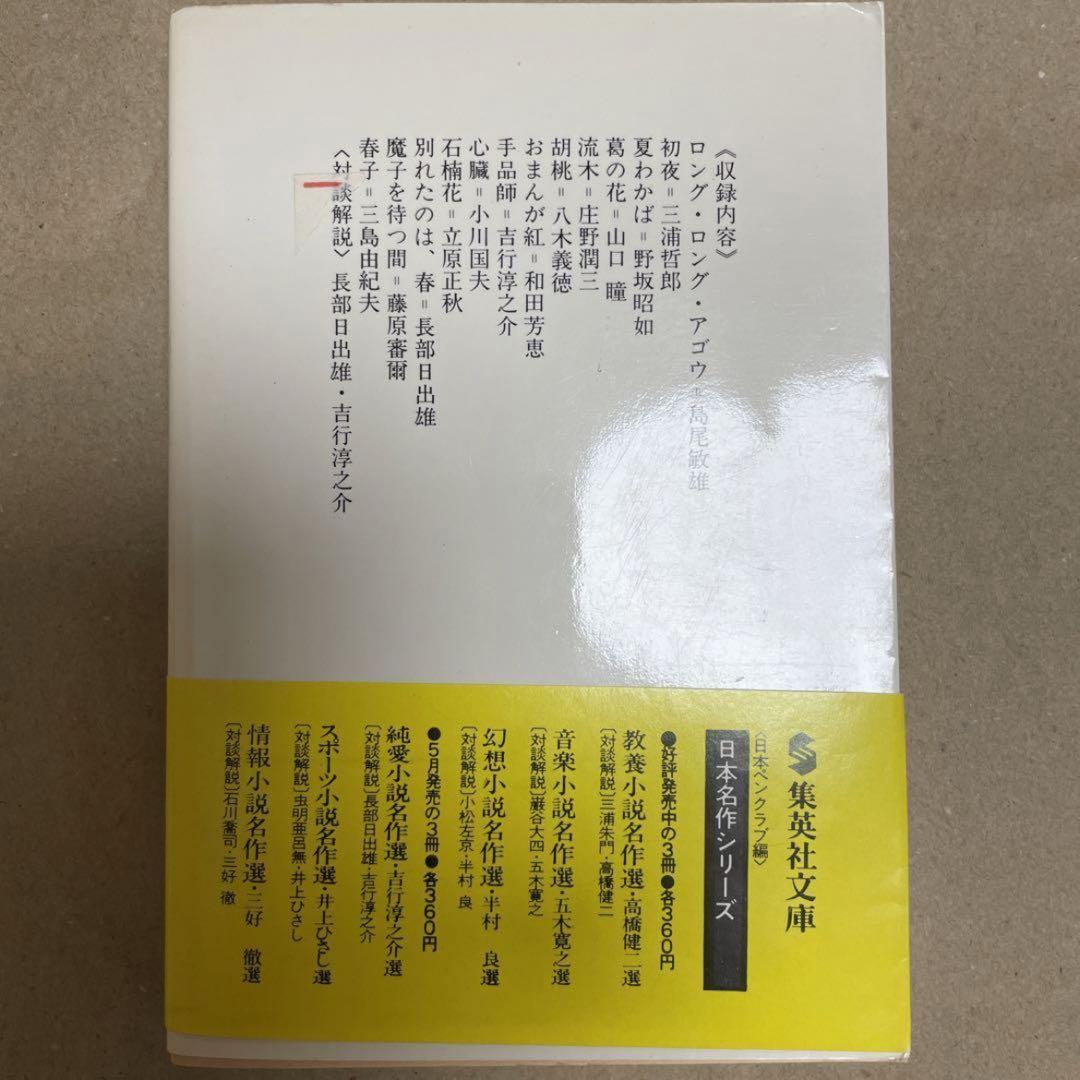 《収録内容》
ロング・ロング・アゴウ＝島尾敏雄
初夜＝三浦哲郎
夏わかば＝野坂昭如
葛の花＝山口 瞳
流木＝庄野潤三
胡桃＝八木義徳
おまんが紅＝和田芳恵
手品師＝吉行淳之介
心臓＝小川国夫
石楠花＝立原正秋
別れたのは、春＝長部日出雄
魔子を待つ間＝藤原審爾
春子＝三島由紀夫
〈対談解説〉長部日出雄・吉行淳之介
集英社文庫
〈日本ペンクラブ編〉
日本名作シリーズ
●好評発売中の3冊●各360円
教養小説名作選・高橋健二選
〔対談解説〕三浦朱門・高橋健二
音楽小説名作選・五木寛之選
〔対談解説〕巌谷大四・五木寛之
幻想小説名作選・半村 良選
〔対談解説〕小松左京・半村 良
●5月発売の3冊●各360円
純愛小説名作選・吉行淳之介選
〔対談解説〕長部日出雄・吉行淳之介
スポーツ小説名作選・井上ひさし選
〔対談解説〕虫明亜呂無・井上ひさし
情報小説名作選・三好 徹選
〔対談解説〕石川喬司・三好 徹